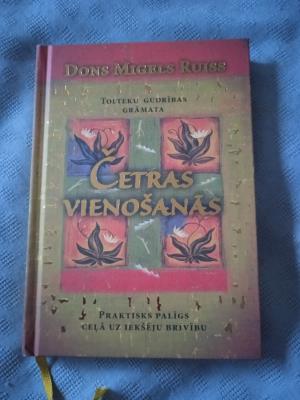 DONS MIGELS RUISS
TOLTEKU GUDRĪBAS
GRĀMATA
ČETRAS
VIENOŠANĀS
PRAKTISKS PALĪGS
CEĻĀ UZ IEKŠĒJU BRĪVĪBU